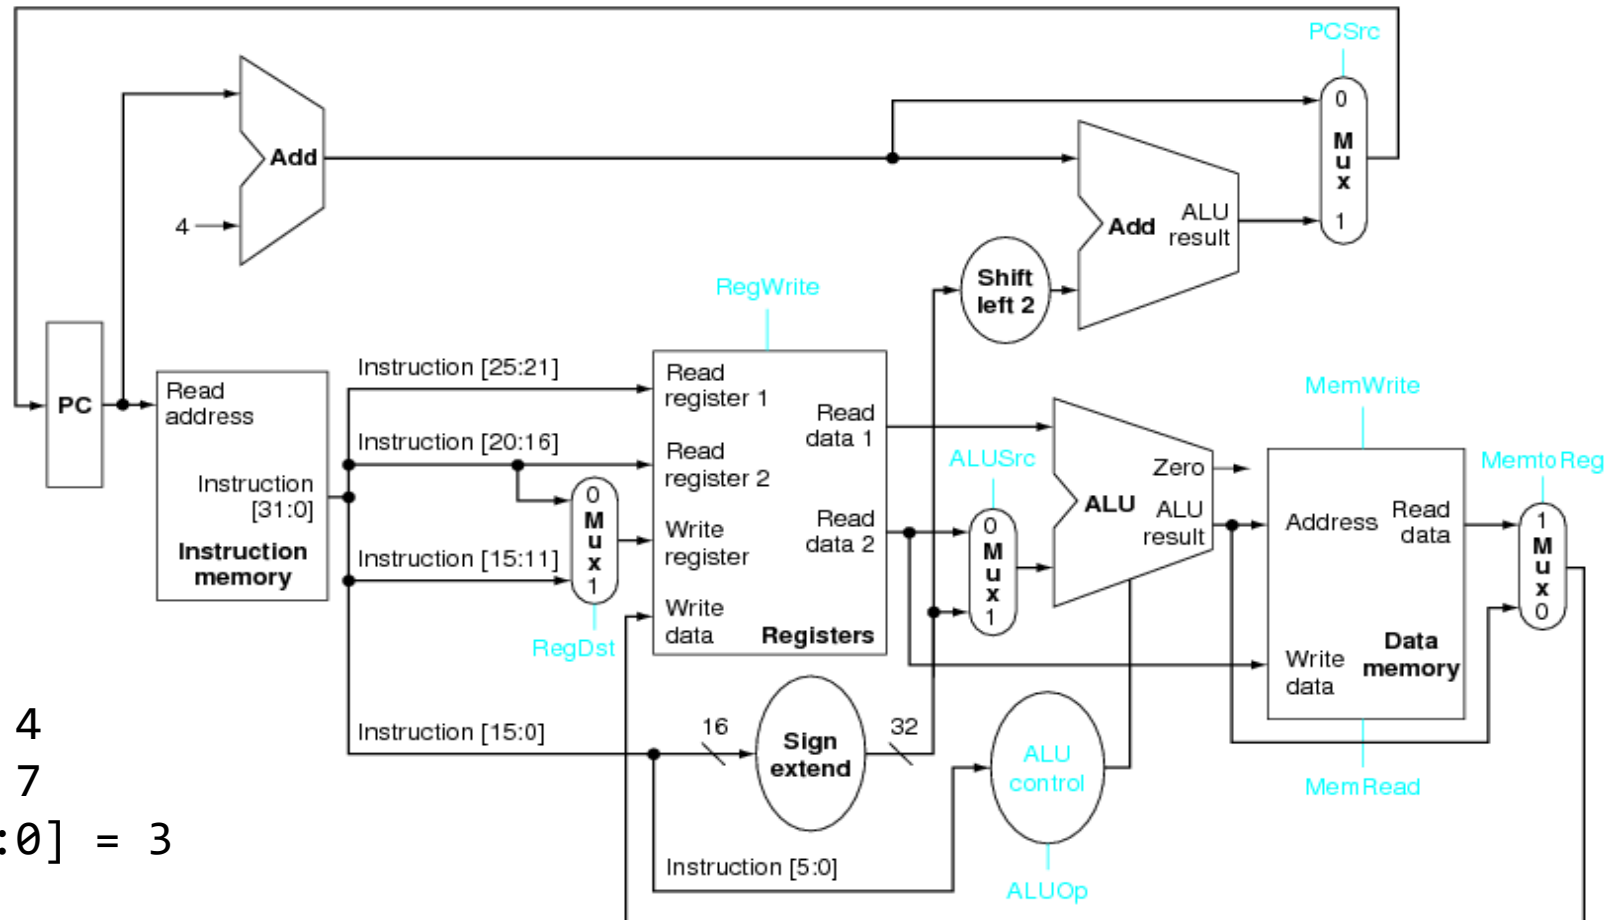 PCSrc
0
Mux
1
Add
4
Add
ALU
result
Shift
left 2
RegWrite
PC
Read
address
Instruction
[31:0]
Instruction
memory
Instruction [25:21]
Instruction [20:16]
Instruction [15:11]
Instruction [15:0]
0
Mux
1
RegDst
Read
register 1
Read
register 2
Write
register
Write
data
Read
data 1
Read
data 2
Registers
ALUSrc
0
Mux
1
Zero
ALU
ALU
result
MemWrite
Address
Read
data
Write
data
Data
memory
MemRead
MemtoReg
1
Mux
0
16
Sign
extend
32
ALU
control
Instruction [5:0]
ALUOp
4
7
:0] = 3